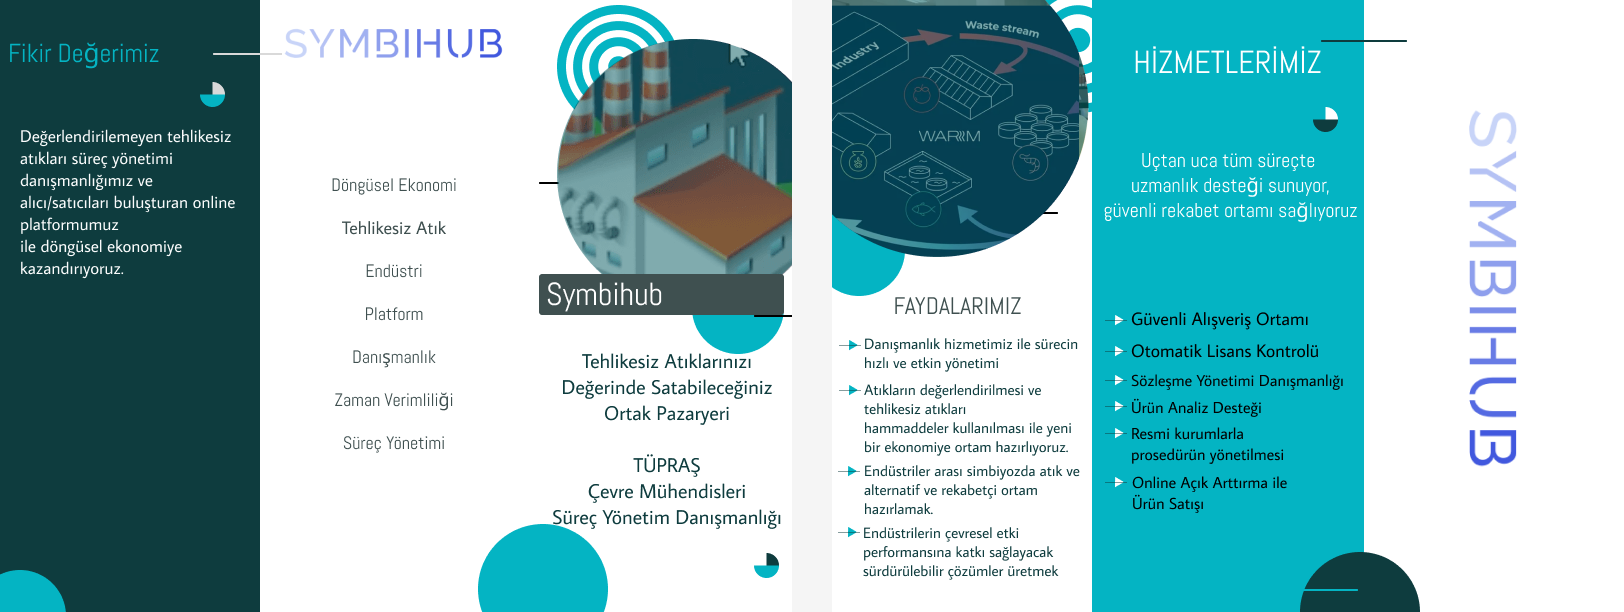 Fikir Değerimiz
Değerlendirilemeyen tehlikesiz
atıkları süreç yönetimi
danışmanlığımız ve
alıcı/satıcıları buluşturan online
platformumuz
ile döngüsel ekonomiye
kazandırıyoruz.
SYMBIHUB
Döngüsel Ekonomi
Tehlikesiz Atık
Endüstri
Platform
Danışmanlık
Zaman Verimliliği
Süreç Yönetimi
Symbihub
Tehlikesiz Atıklarınızı
Değerinde Satabileceğiniz
Ortak Pazaryeri
TÜPRAŞ
Çevre Mühendisleri
Süreç Yönetim Danışmanlığı
Industry
Waste stream
WARM
FAYDALARIMIZ
Danışmanlık hizmetimiz ile sürecin
hızlı ve etkin yönetimi
Atıkların değerlendirilmesi ve
tehlikesiz atıkları
hammaddeler kullanılması ile yeni
bir ekonomiye ortam hazırlıyoruz.
Endüstriler arası simbiyozda atık ve
alternatif ve rekabetçi ortam
hazırlamak.
Endüstrilerin çevresel etki
performansına katkı sağlayacak
sürdürülebilir çözümler üretmek
HİZMETLERİMİZ
Uçtan uca tüm süreçte
uzmanlık desteği sunuyor,
güvenli rekabet ortamı sağlıyoruz
Güvenli Alışveriş Ortamı
Otomatik Lisans Kontrolü
Sözleşme Yönetimi Danışmanlığı
Ürün Analiz Desteği
Resmi kurumlarla
prosedürün yönetilmesi
Online Açık Arttırma ile
Ürün Satışı
SYMBIHUB